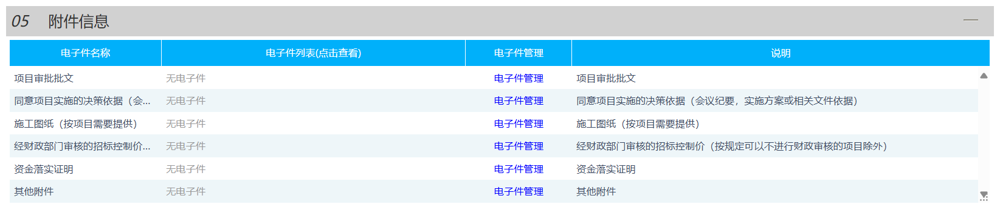 05 附件信息
电子件名称 电子件列表(点击查看) 电子件管理 说明
项目审批批文 无电子件 电子件管理 项目审批批文
同意项目实施的决策依据（会... 无电子件 电子件管理 同意项目实施的决策依据（会议纪要，实施方案或相关文件依据）
施工图纸（按项目需要提供） 无电子件 电子件管理 施工图纸（按项目需要提供）
经财政部门审核的招标控制价... 无电子件 电子件管理 经财政部门审核的招标控制价（按规定可以不进行财政审核的项目除外）
资金落实证明 无电子件 电子件管理 资金落实证明
其他附件 无电子件 电子件管理 其他附件